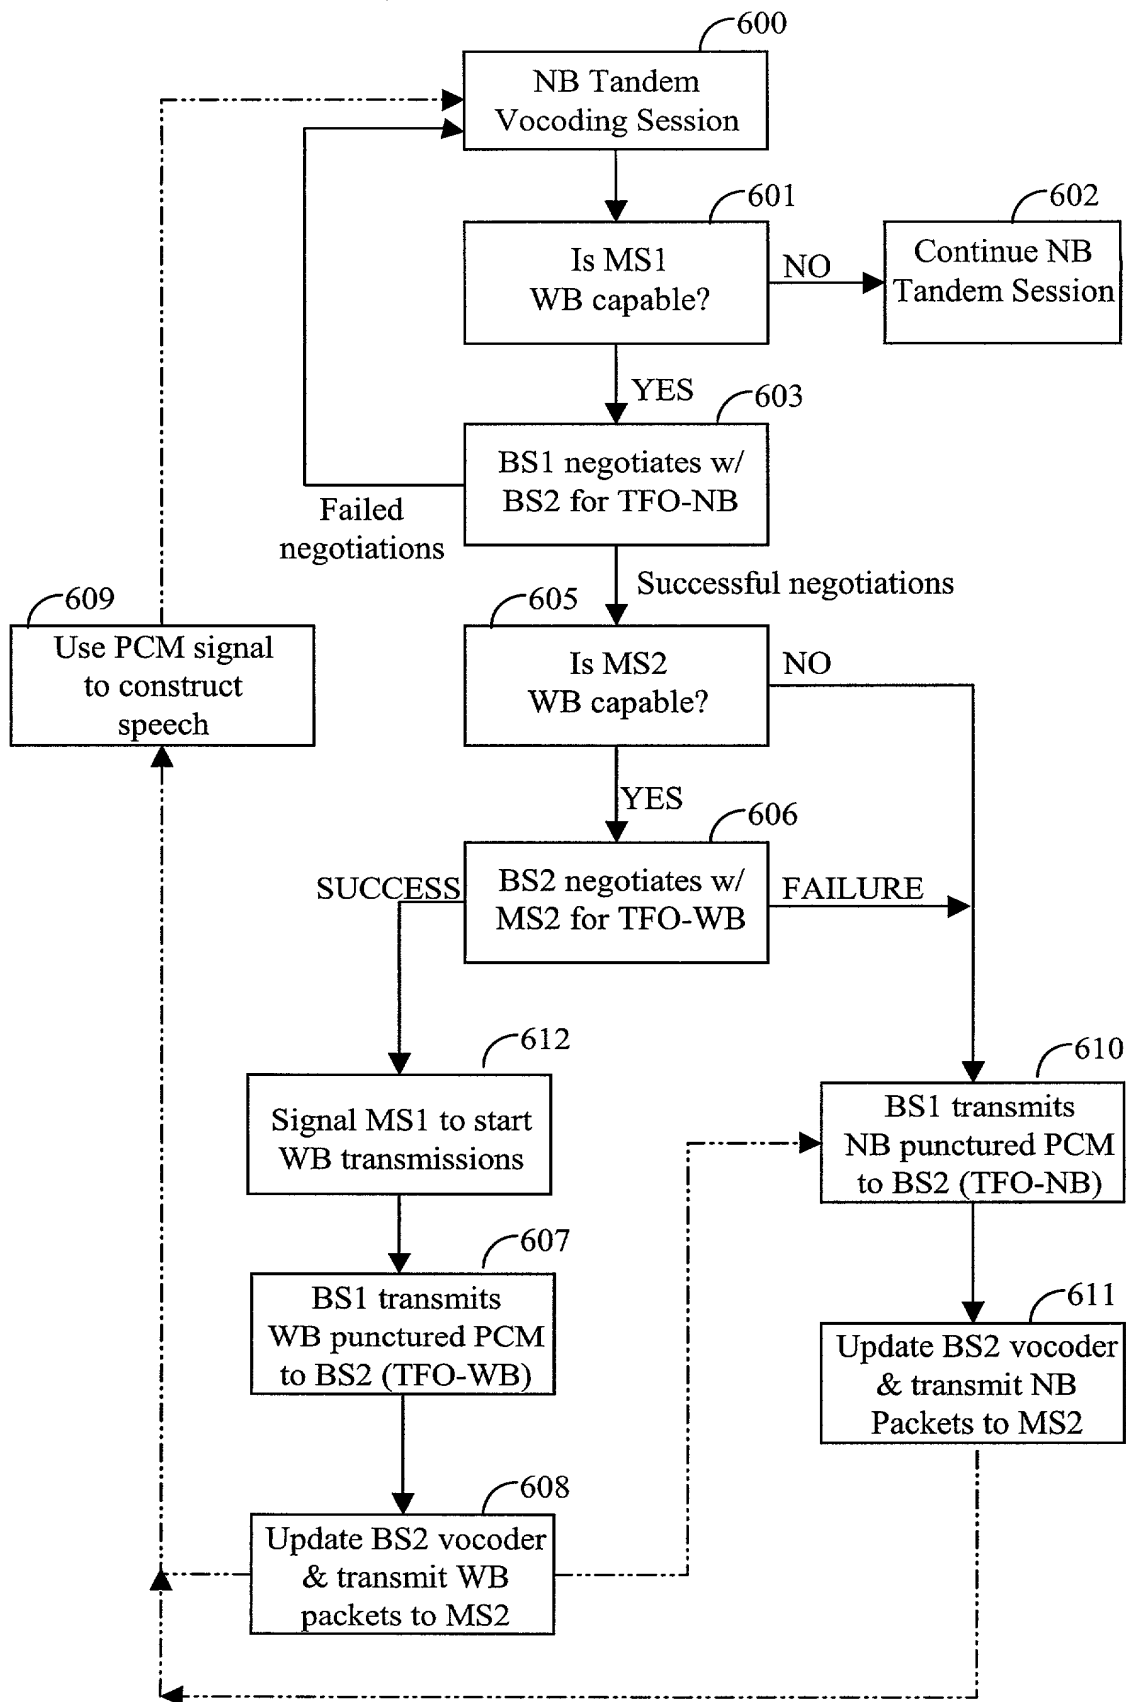 600
NB Tandem
Vocoding Session
601
Is MS1
WB capable?
NO
602
Continue NB
Tandem Session
YES
603
BS1 negotiates w/
BS2 for TFO-NB
Failed
negotiations
Successful negotiations
609
Use PCM signal
to construct
speech
605
Is MS2
WB capable?
NO
YES
606
BS2 negotiates w/
MS2 for TFO-WB
SUCCESS
FAILURE
612
Signal MS1 to start
WB transmissions
610
BS1 transmits
NB punctured PCM
to BS2 (TFO-NB)
607
BS1 transmits
WB punctured PCM
to BS2 (TFO-WB)
611
Update BS2 vocoder
& transmit NB
Packets to MS2
608
Update BS2 vocoder
& transmit WB
packets to MS2